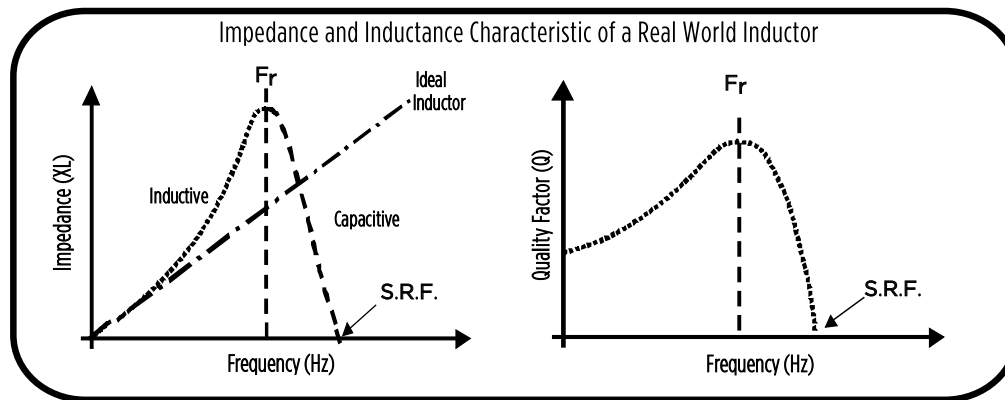 Impedance and Inductance Characteristic of a Real World Inductor
Fr
Ideal
Inductor
Inductive
Capacitive
S.R.F.
Impedance (XL)
Frequency (Hz)
Fr
Quality Factor (Q)
S.R.F.
Frequency (Hz)